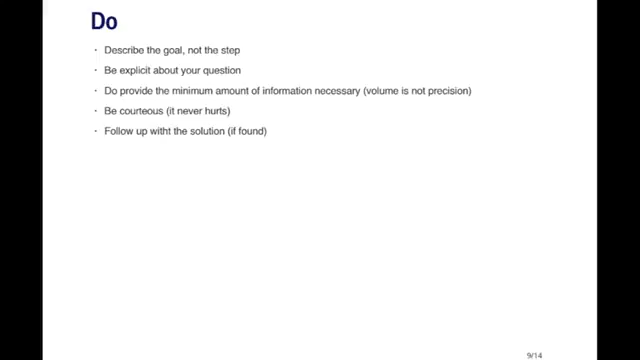 Do
· Describe the goal, not the step
· Be explicit about your question
· Do provide the minimum amount of information necessary (volume is not precision)
· Be courteous (it never hurts)
· Follow up witht the solution (if found)
9/14